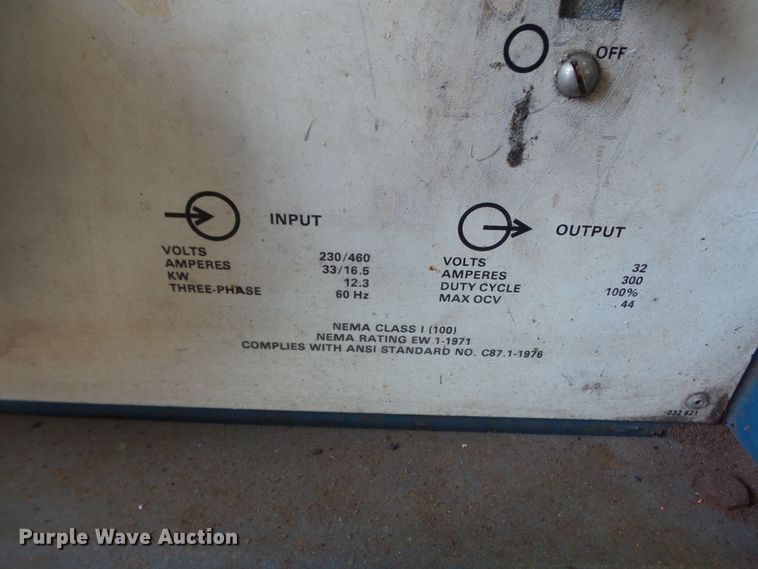 OFF
INPUT
VOLTS 230/460
AMPERES 33/16.5
KW 12.3
THREE-PHASE 60 Hz
OUTPUT
VOLTS 32
AMPERES 300
DUTY CYCLE 100%
MAX OCV 44
NEMA CLASS I (100)
NEMA RATING EW 1-1971
COMPLIES WITH ANSI STANDARD NO. C87.1-1976
032 821
Purple Wave Auction